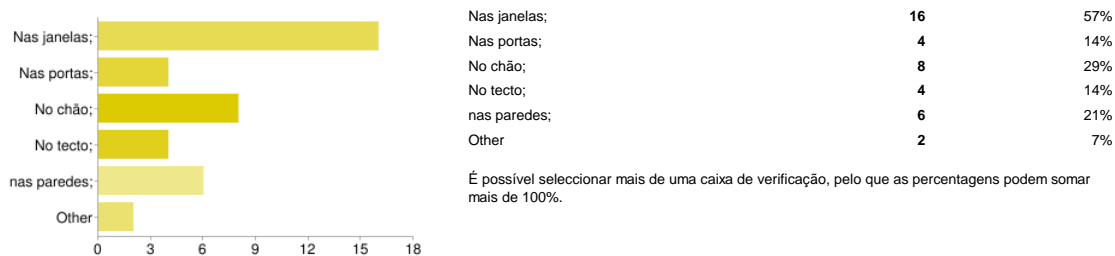 Nas janelas;
Nas portas;
No chão;
No tecto;
nas paredes;
Other
0 3 6 9 12 15 18
Nas janelas; 16 57%
Nas portas; 4 14%
No chão; 8 29%
No tecto; 4 14%
nas paredes; 6 21%
Other 2 7%
É possível seleccionar mais de uma caixa de verificação, pelo que as percentagens podem somar
mais de 100%.